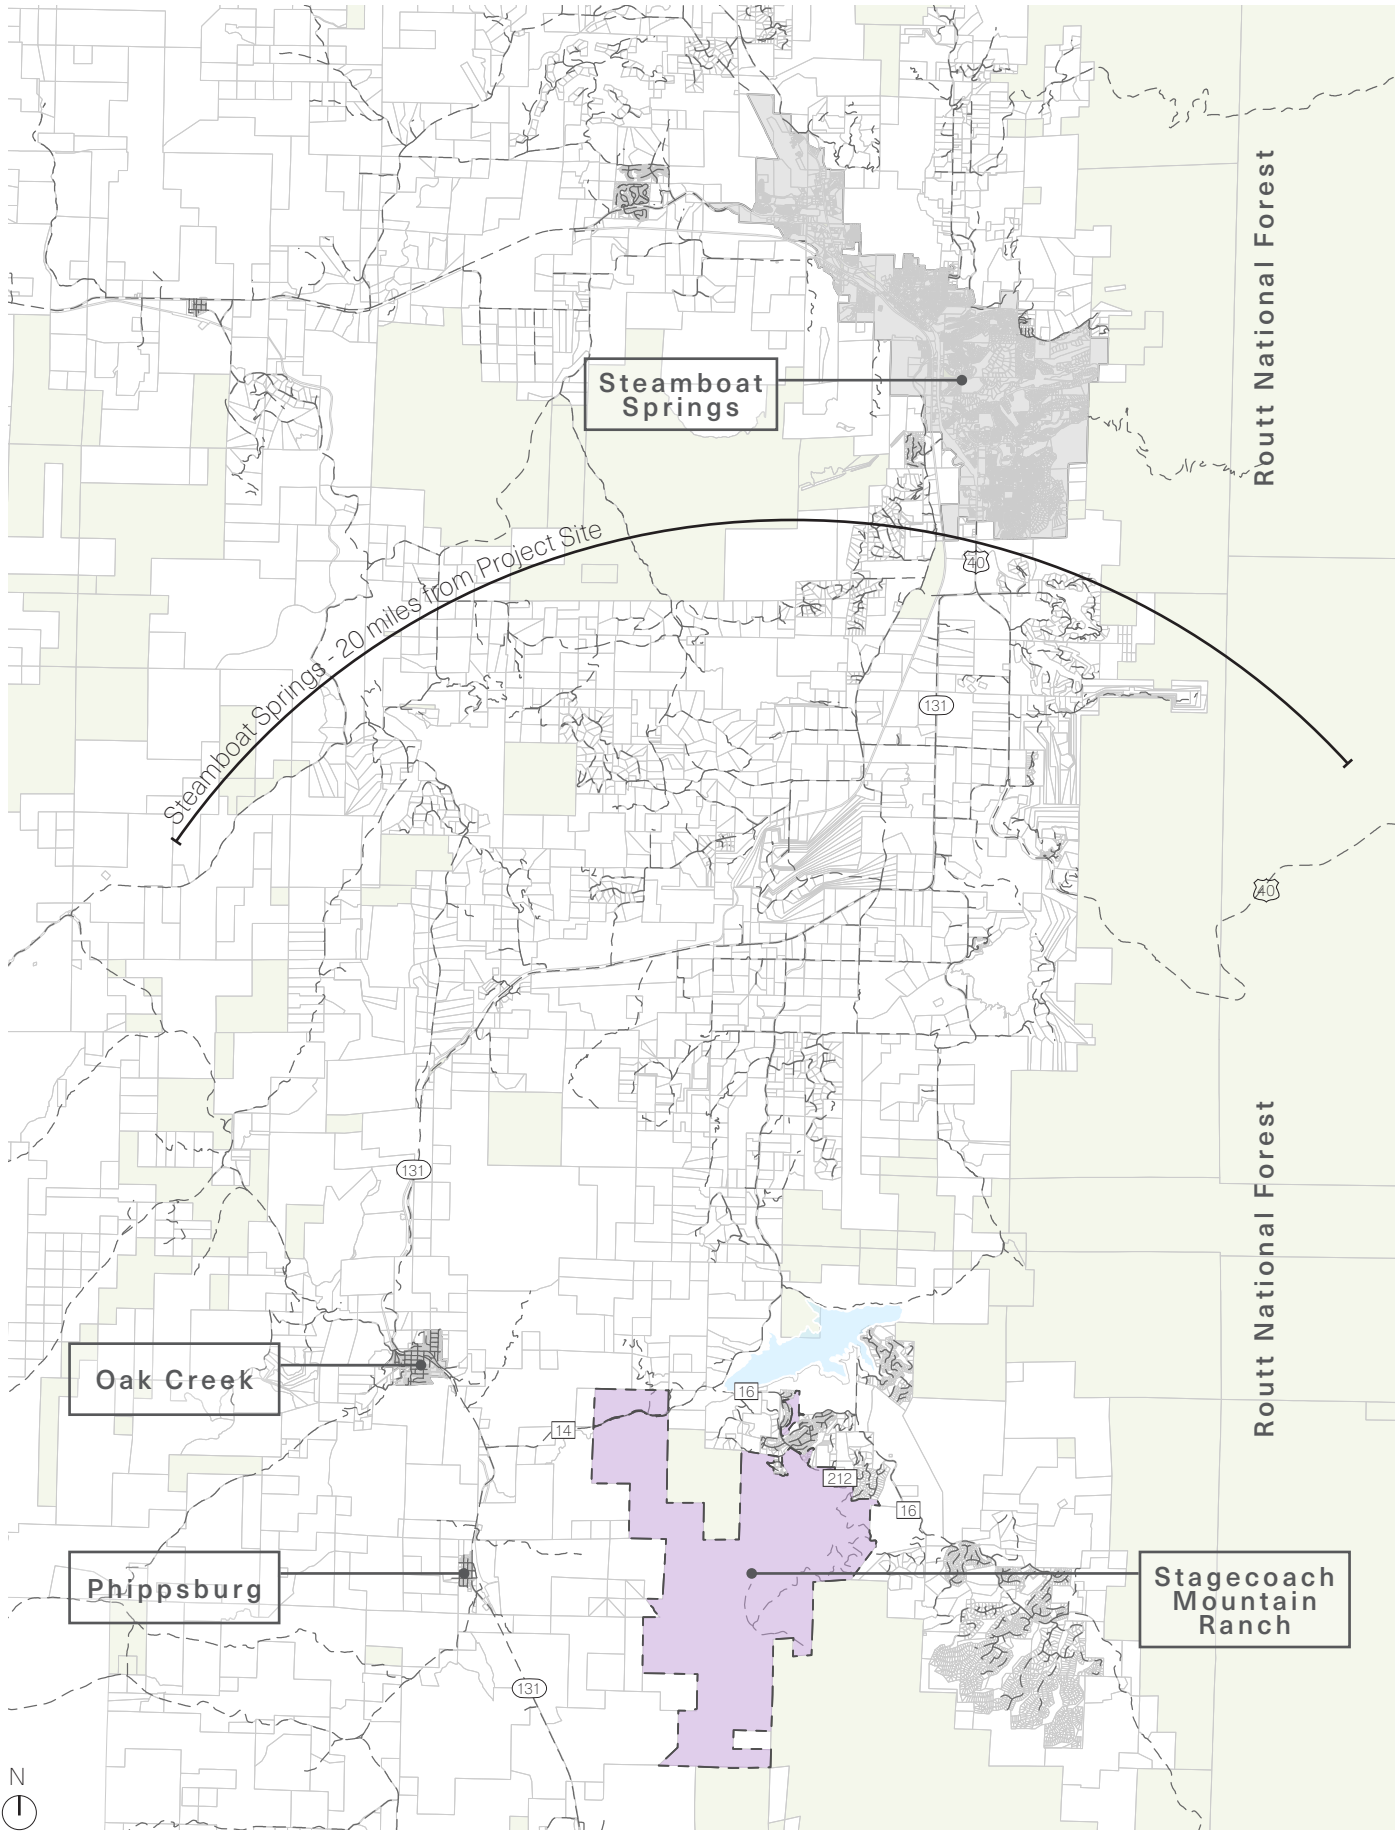 Routt National Forest
Steamboat
Springs
Steamboat Springs - 20 miles from Project Site
40
131
40
Routt National Forest
131
Oak Creek
16
14
212
16
Phippsburg
Stagecoach
Mountain
Ranch
131
N